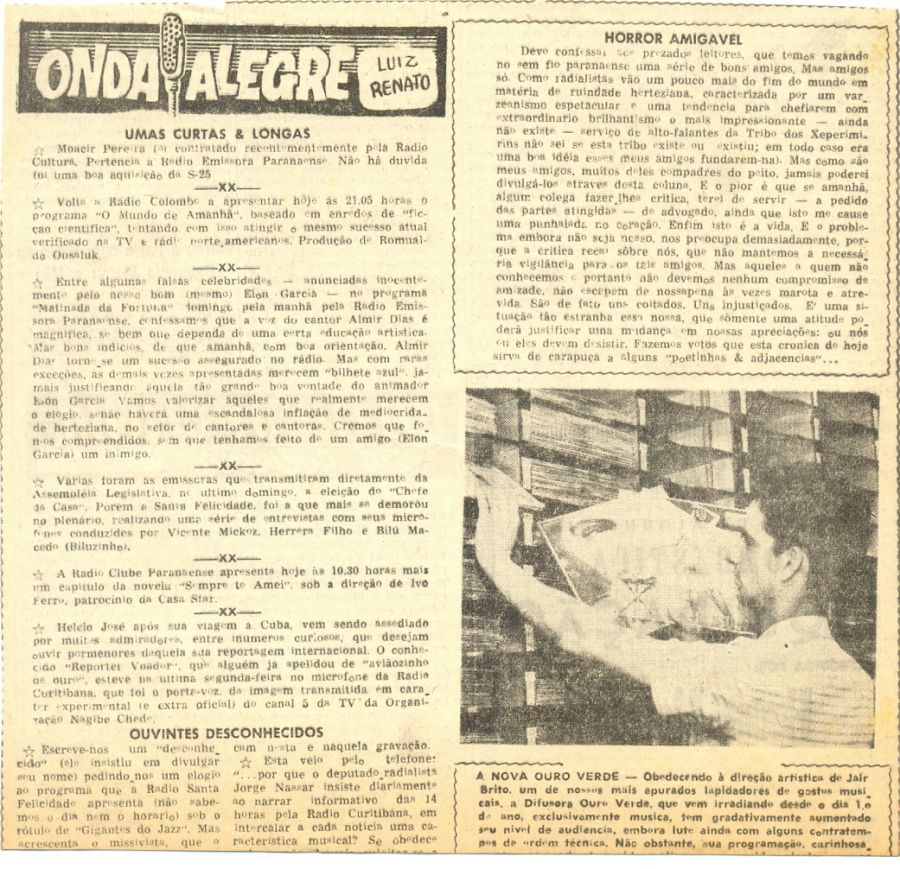 ONDA ALEGRE
LUIZ
RENATO
UMAS CURTAS & LONGAS
☆ Moacir Pereira foi contratado recentementemente pela Radio
Cultura. Pertencia a Radio Emissora Paranaense Não há duvida
foi uma boa aquisição da S-25
—XX—
☆ Volta a Rádio Colombo a apresentar hôje às 21,05 horas o
programa "O Mundo de Amanhã", baseado em enredos de "fic-
çao cientifica", tentando com isso atingir o mesmo sucesso atual
verificado na TV e rádio norte americanos. Produção de Romual-
do Ousaluk.
—XX—
☆ Entre algumas falsas celebridades — anunciadas inocente-
mente pelo nosso bom (mesmo) Elon Garcia — no programa
"Matinada da Fortuna" domingo pela manhã pela Radio Emis-
sora Paranaense, confessamos que a voz do cantor Almir Dias é
magnifica, se bem que dependa de uma certa educação artistica.
Mas bons indicios, de que amanhã, com boa orientação, Almir
Dias torne-se um sucesso assegurado no rádio. Mas com raras
exceções, as demais vezes apresentadas merecem "bilhete azul", ja-
mais justificando aquela tão grande boa vontade do animador
Elon Garcia Vamos valorizar aqueles que realmente merecem
o elogio, senão haverá uma escandalosa inflação de mediocrida-
de herteziana, no setor de cantores e cantoras. Crêmos que fo-
mos compreendidos, sem que tenhamos feito de um amigo (Elon
Garcia) um inimigo.
—XX—
☆ Várias foram as emissoras que transmitiram diretamente da
Assembléia Legislativa, no ultimo domingo, a eleição do "Chefe
da Casa". Porém a Santa Felicidade, foi a que mais se demorou
no plenário, realizando uma série de entrevistas com seus micro-
fones conduzidos por Vicente Mickoz, Herrera Filho e Bilú Ma-
cedo (Biluzinho).
—XX—
☆ A Radio Clube Paranaense apresenta hoje às 10,30 horas mais
um capitulo da novela "Sempre te Amei", sob a direção de Ivo
Ferro, patrocinio da Casa Star.
—XX—
☆ Helcio José após sua viagem a Cuba, vem sendo assediado
por muitos admiradores, entre inumeros curiosos, que desejam
ouvir pormenores daquela sua reportagem internacional. O conhe-
cido "Reporter Voador", que alguém já apelidou de "aviãozinho
de ouro", esteve na ultima segunda-feira no microfone da Radio
Curitibana, que foi o porta-voz, da imagem transmitida em cara-
ter experimental (e extra oficial) do canal 5 da TV da Organi-
zação Nagibe Chede.
OUVINTES DESCONHECIDOS
☆ Escreve-nos um "desconhe-
cido" (ele insistiu em divulgar
seu nome) pedindo nos um elogio
ao programa que a Radio Santa
Felicidade apresenta (não sabe-
mos o dia nem o horario) sob o
rótulo de "Gigantes do Jazz". Mas
acrescenta o missivista, que o
com nesta e naquela gravação.
☆ Esta veio pelo telefone:
"...por que o deputado radialista
Jorge Nassar insiste diariamente
ao narrar informativo das 14
horas pela Radio Curitibana, em
intercalar a cada noticia uma ca-
racterística musical? Se obedece
HORROR AMIGAVEL
Devo confessar aos prezados leitores, que temos vagando
no sem fio paranaense uma série de bons amigos. Mas amigos
só. Como radialistas vão um pouco mais do fim do mundo em
matéria de ruindade herteziana, caracterizada por um var-
zeanismo espetacular e uma tendencia para chefiarem com
extraordinario brilhantismo o mais impressionante — ainda
não existe — serviço de alto-falantes da Tribo dos Xeperimi-
rins não sei se esta tribo existe ou existiu; em todo caso era
uma boa idéia esses meus amigos fundarem-na). Mas como são
meus amigos, muitos deles compadres do peito, jamais poderei
divulgá-los atraves desta coluna. E o pior é que se amanhã,
algum colega fazer lhes critica, terei de servir — a pedido
das partes atingidas — de advogado, ainda que isto me cause
uma punhalada no coração. Enfim isto é a vida. E o proble-
ma embora não seja nosso, nos preocupa demasiadamente, por-
que a critica recai sôbre nós, que não mantemos a necessá-
ria vigilância para os tais amigos. Mas aqueles a quem não
conhecemos e portanto não devemos nenhum compromisso de
amizade, não escapem de nossapena às vezes marota e atre-
vida. São de fato uns coitados. Uns injustiçados. E' uma si-
tuação tão estranha essa nossa, que sòmente uma atitude po-
derá justificar uma mudança em nossas apreciações: ou nós
ou eles devem desistir. Fazemos votos que esta cronica de hoje
sirva de carapuça a alguns "poetinhas & adjacencias"...
A NOVA OURO VERDE — Obedecendo à direção artistica de Jair
Brito, um de nossos mais apurados lapidadores de gostos musi-
cais, a Difusora Ouro Verde, que vem irradiando desde o dia 1.o
do ano, exclusivamente musica, tem gradativamente aumentado
seu nivel de audiencia, embora lute ainda com alguns contratem-
pos de ordem técnica. Não obstante, sua programação, carinhosa-